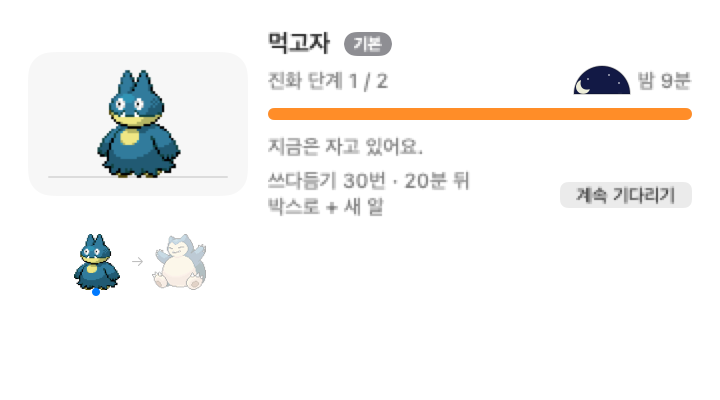 먹고자 기본
진화 단계 1 / 2
밤 9분
지금은 자고 있어요.
쓰다듬기 30번 · 20분 뒤
박스로 + 새 알
계속 기다리기